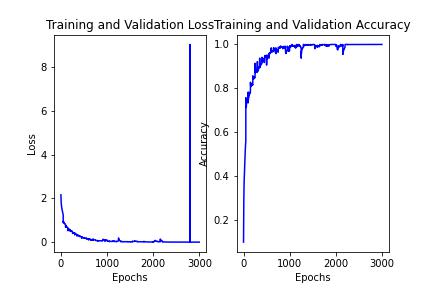 Training and Validation Loss
Loss
8
6
4
2
0
0 1000 2000 3000
Epochs
Training and Validation Accuracy
Accuracy
1.0
0.8
0.6
0.4
0.2
0 1000 2000 3000
Epochs